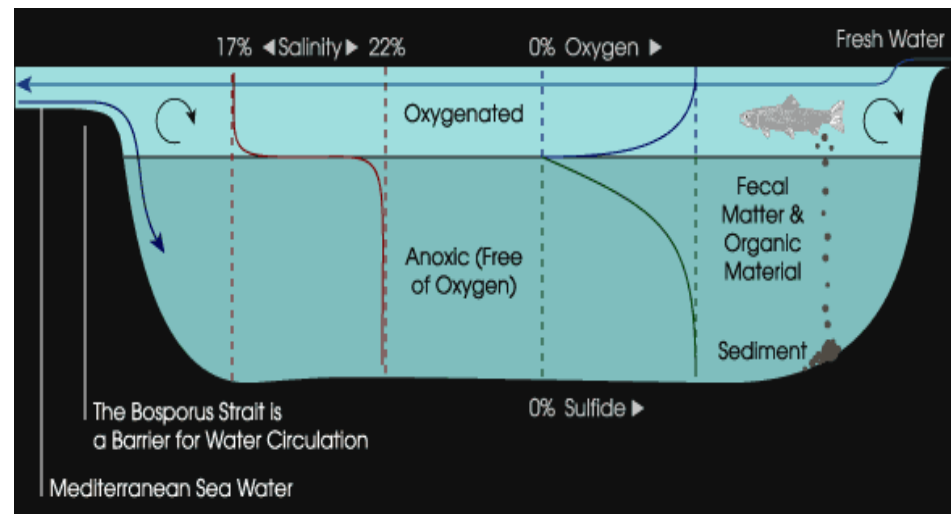 17% ◀Salinity▶ 22%
0% Oxygen ▶
Fresh Water
Oxygenated
Fecal
Matter &
Organic
Material
Anoxic (Free
of Oxygen)
Sediment
0% Sulfide ▶
The Bosporus Strait is
a Barrier for Water Circulation
Mediterranean Sea Water